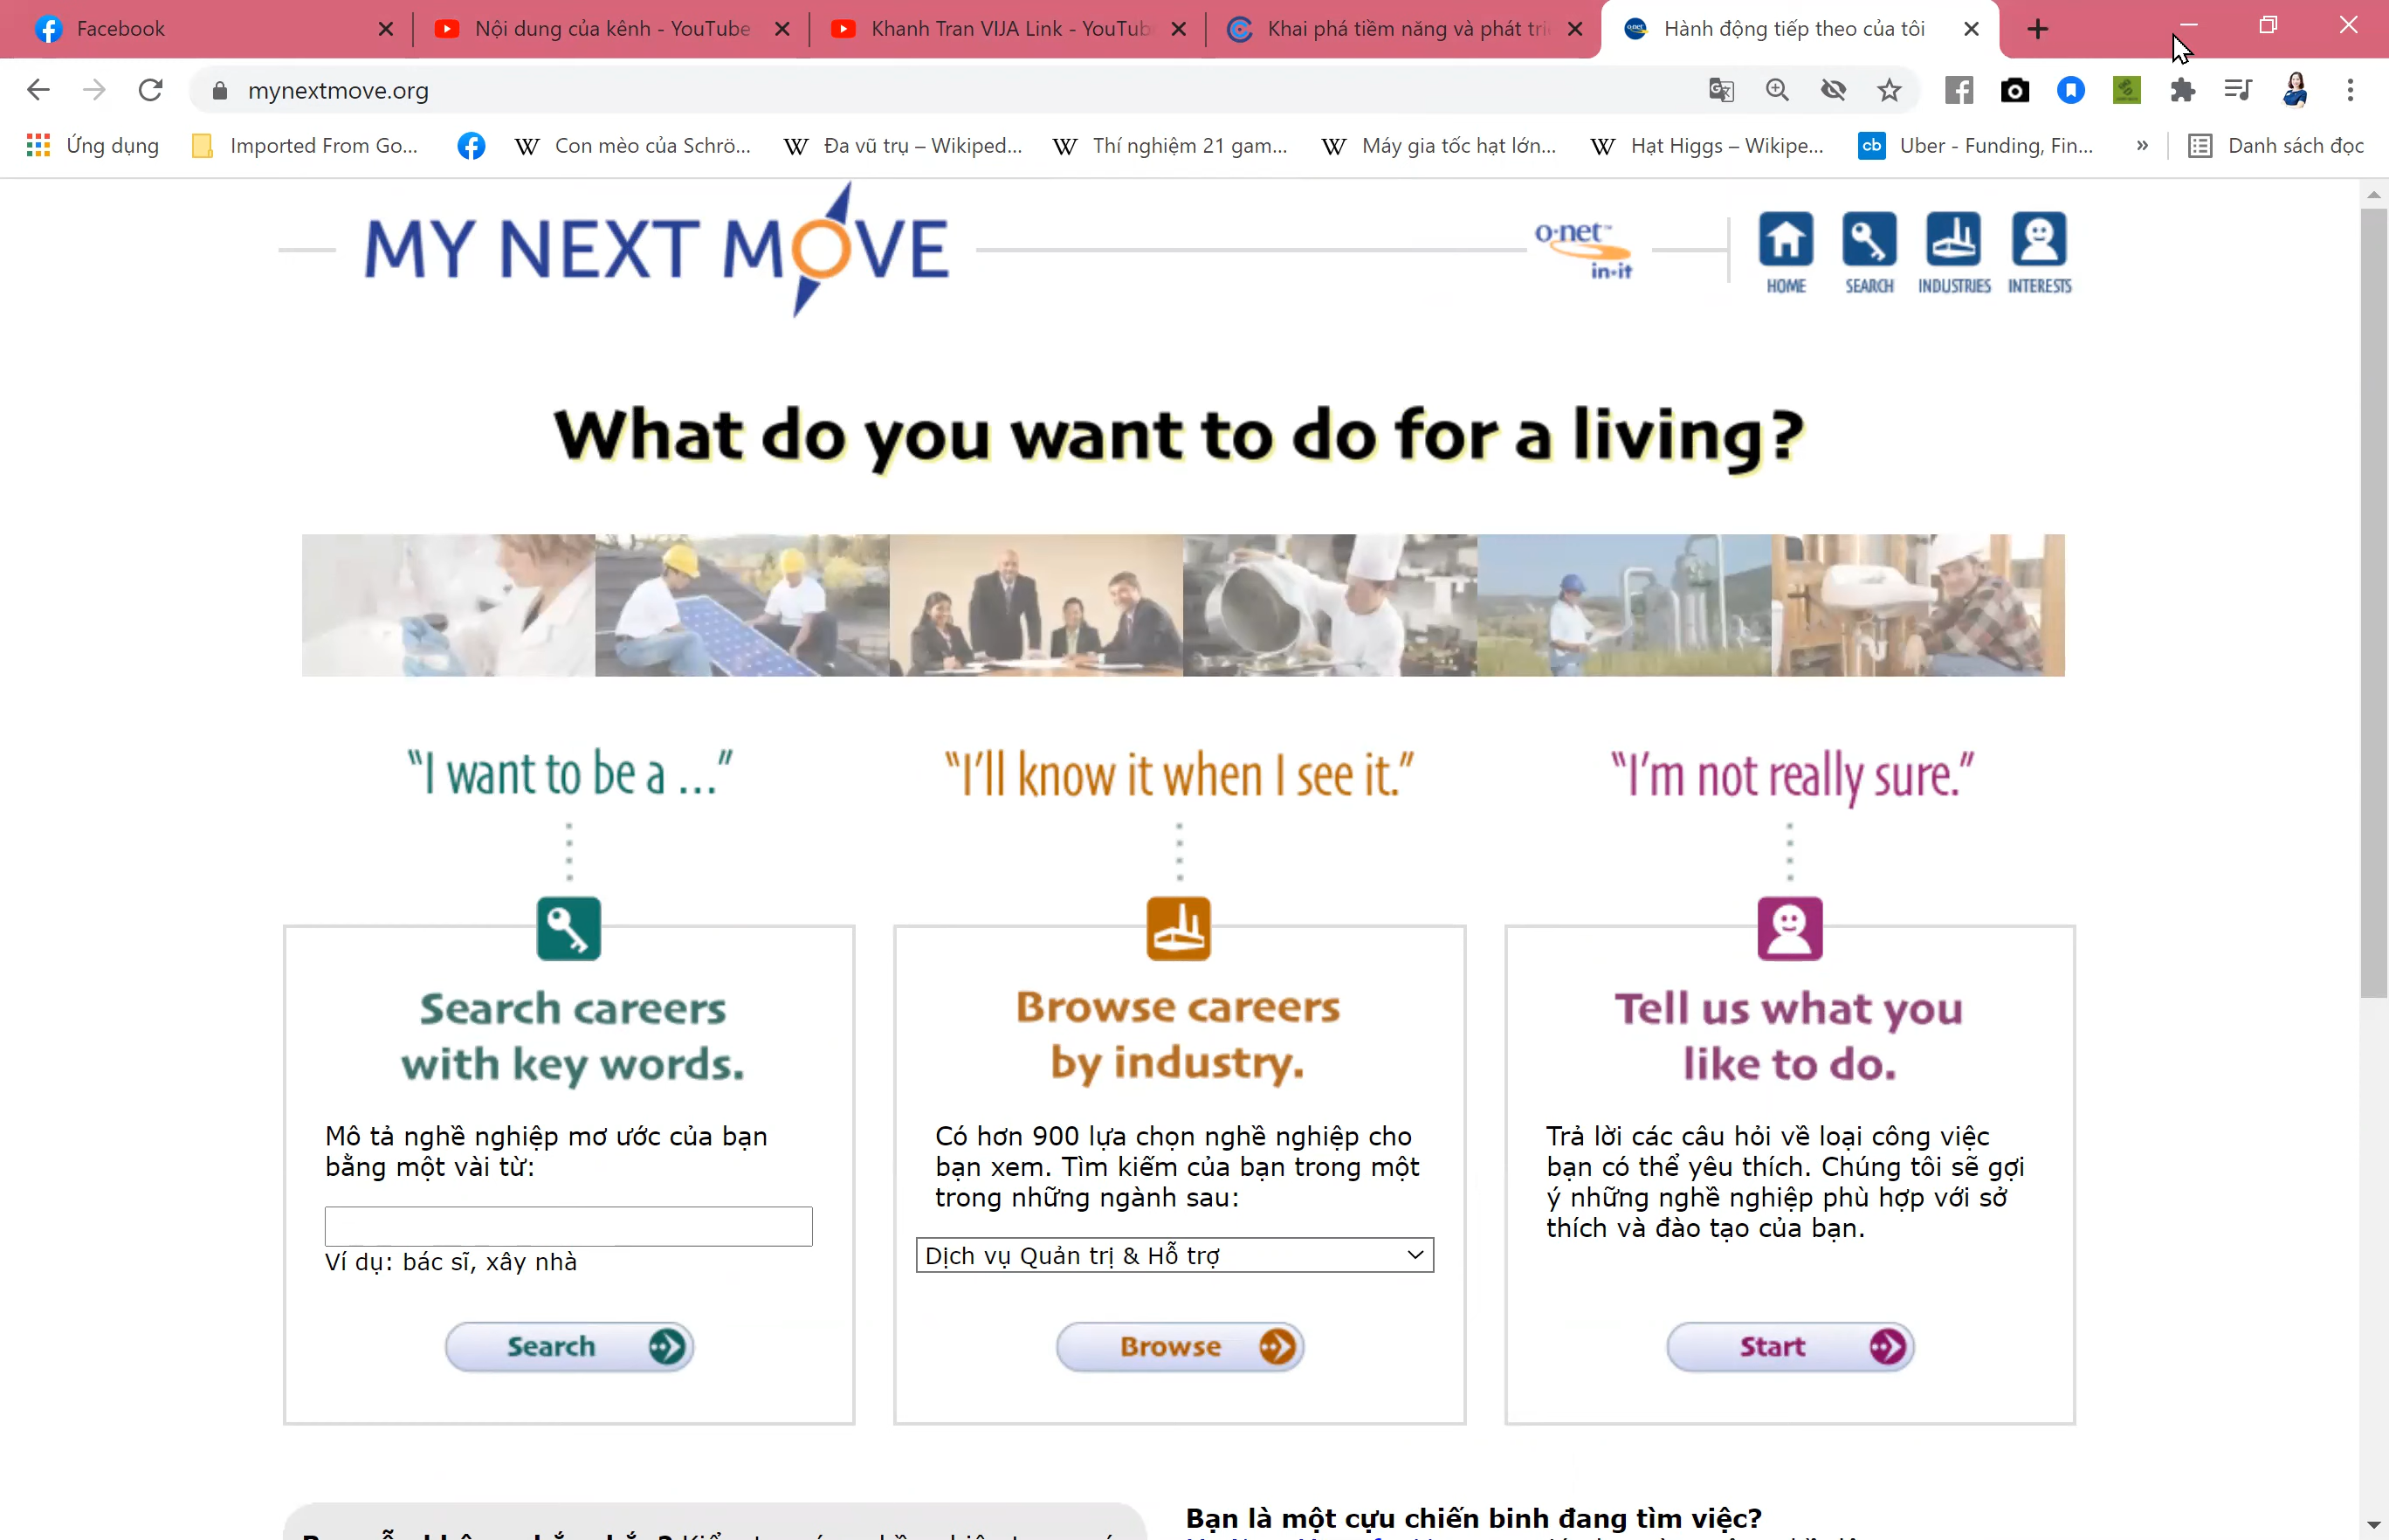 Facebook
Nội dung của kênh - YouTube
Khanh Tran VIJA Link - YouTub
Khai phá tiềm năng và phát tri
Hành động tiếp theo của tôi
mynextmove.org
Ứng dụng
Imported From Go...
Con mèo của Schrö...
Đa vũ trụ – Wikiped...
Thí nghiệm 21 gam...
Máy gia tốc hạt lớn...
Hạt Higgs – Wikipe...
cb
Uber - Funding, Fin...
»
Danh sách đọc
MY NEXT MOVE
o·net™
in-it
HOME
SEARCH
INDUSTRIES
INTERESTS
What do you want to do for a living?
“I want to be a ...”
“I’ll know it when I see it.”
“I’m not really sure.”
Search careers
with key words.
Mô tả nghề nghiệp mơ ước của bạn
bằng một vài từ:
Ví dụ: bác sĩ, xây nhà
Search
Browse careers
by industry.
Có hơn 900 lựa chọn nghề nghiệp cho
bạn xem. Tìm kiếm của bạn trong một
trong những ngành sau:
Dịch vụ Quản trị & Hỗ trợ
Browse
Tell us what you
like to do.
Trả lời các câu hỏi về loại công việc
bạn có thể yêu thích. Chúng tôi sẽ gợi
ý những nghề nghiệp phù hợp với sở
thích và đào tạo của bạn.
Start
Bạn là một cựu chiến binh đang tìm việc?